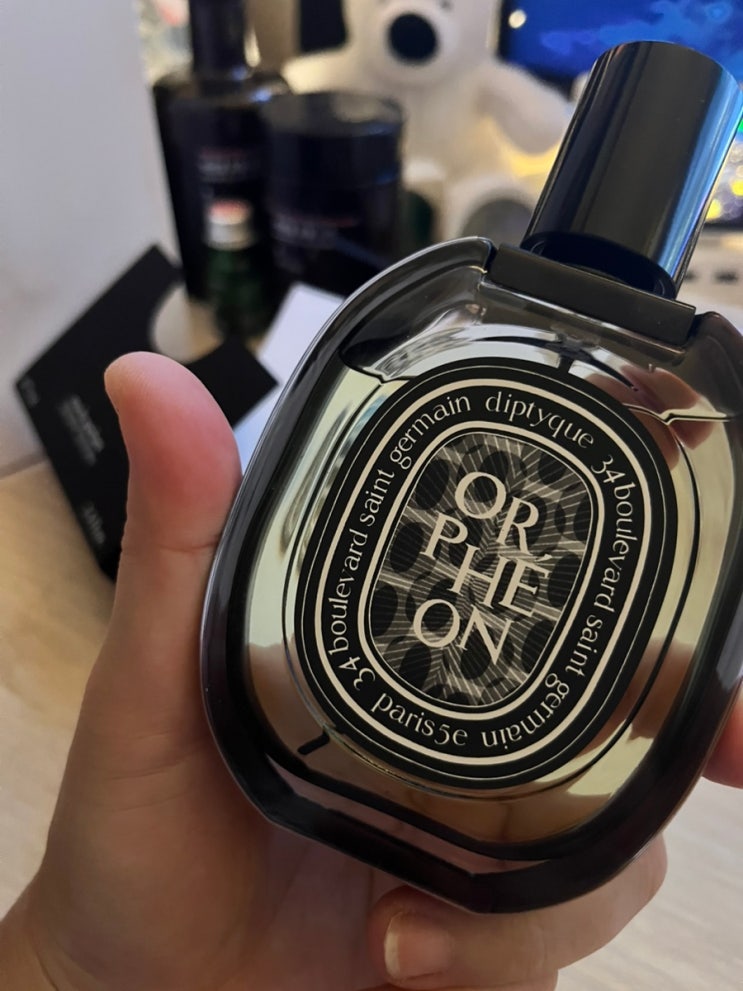 diptyque 34 boulevard saint germain paris5e 34 boulevard saint germain
OR
PHÉ
ON